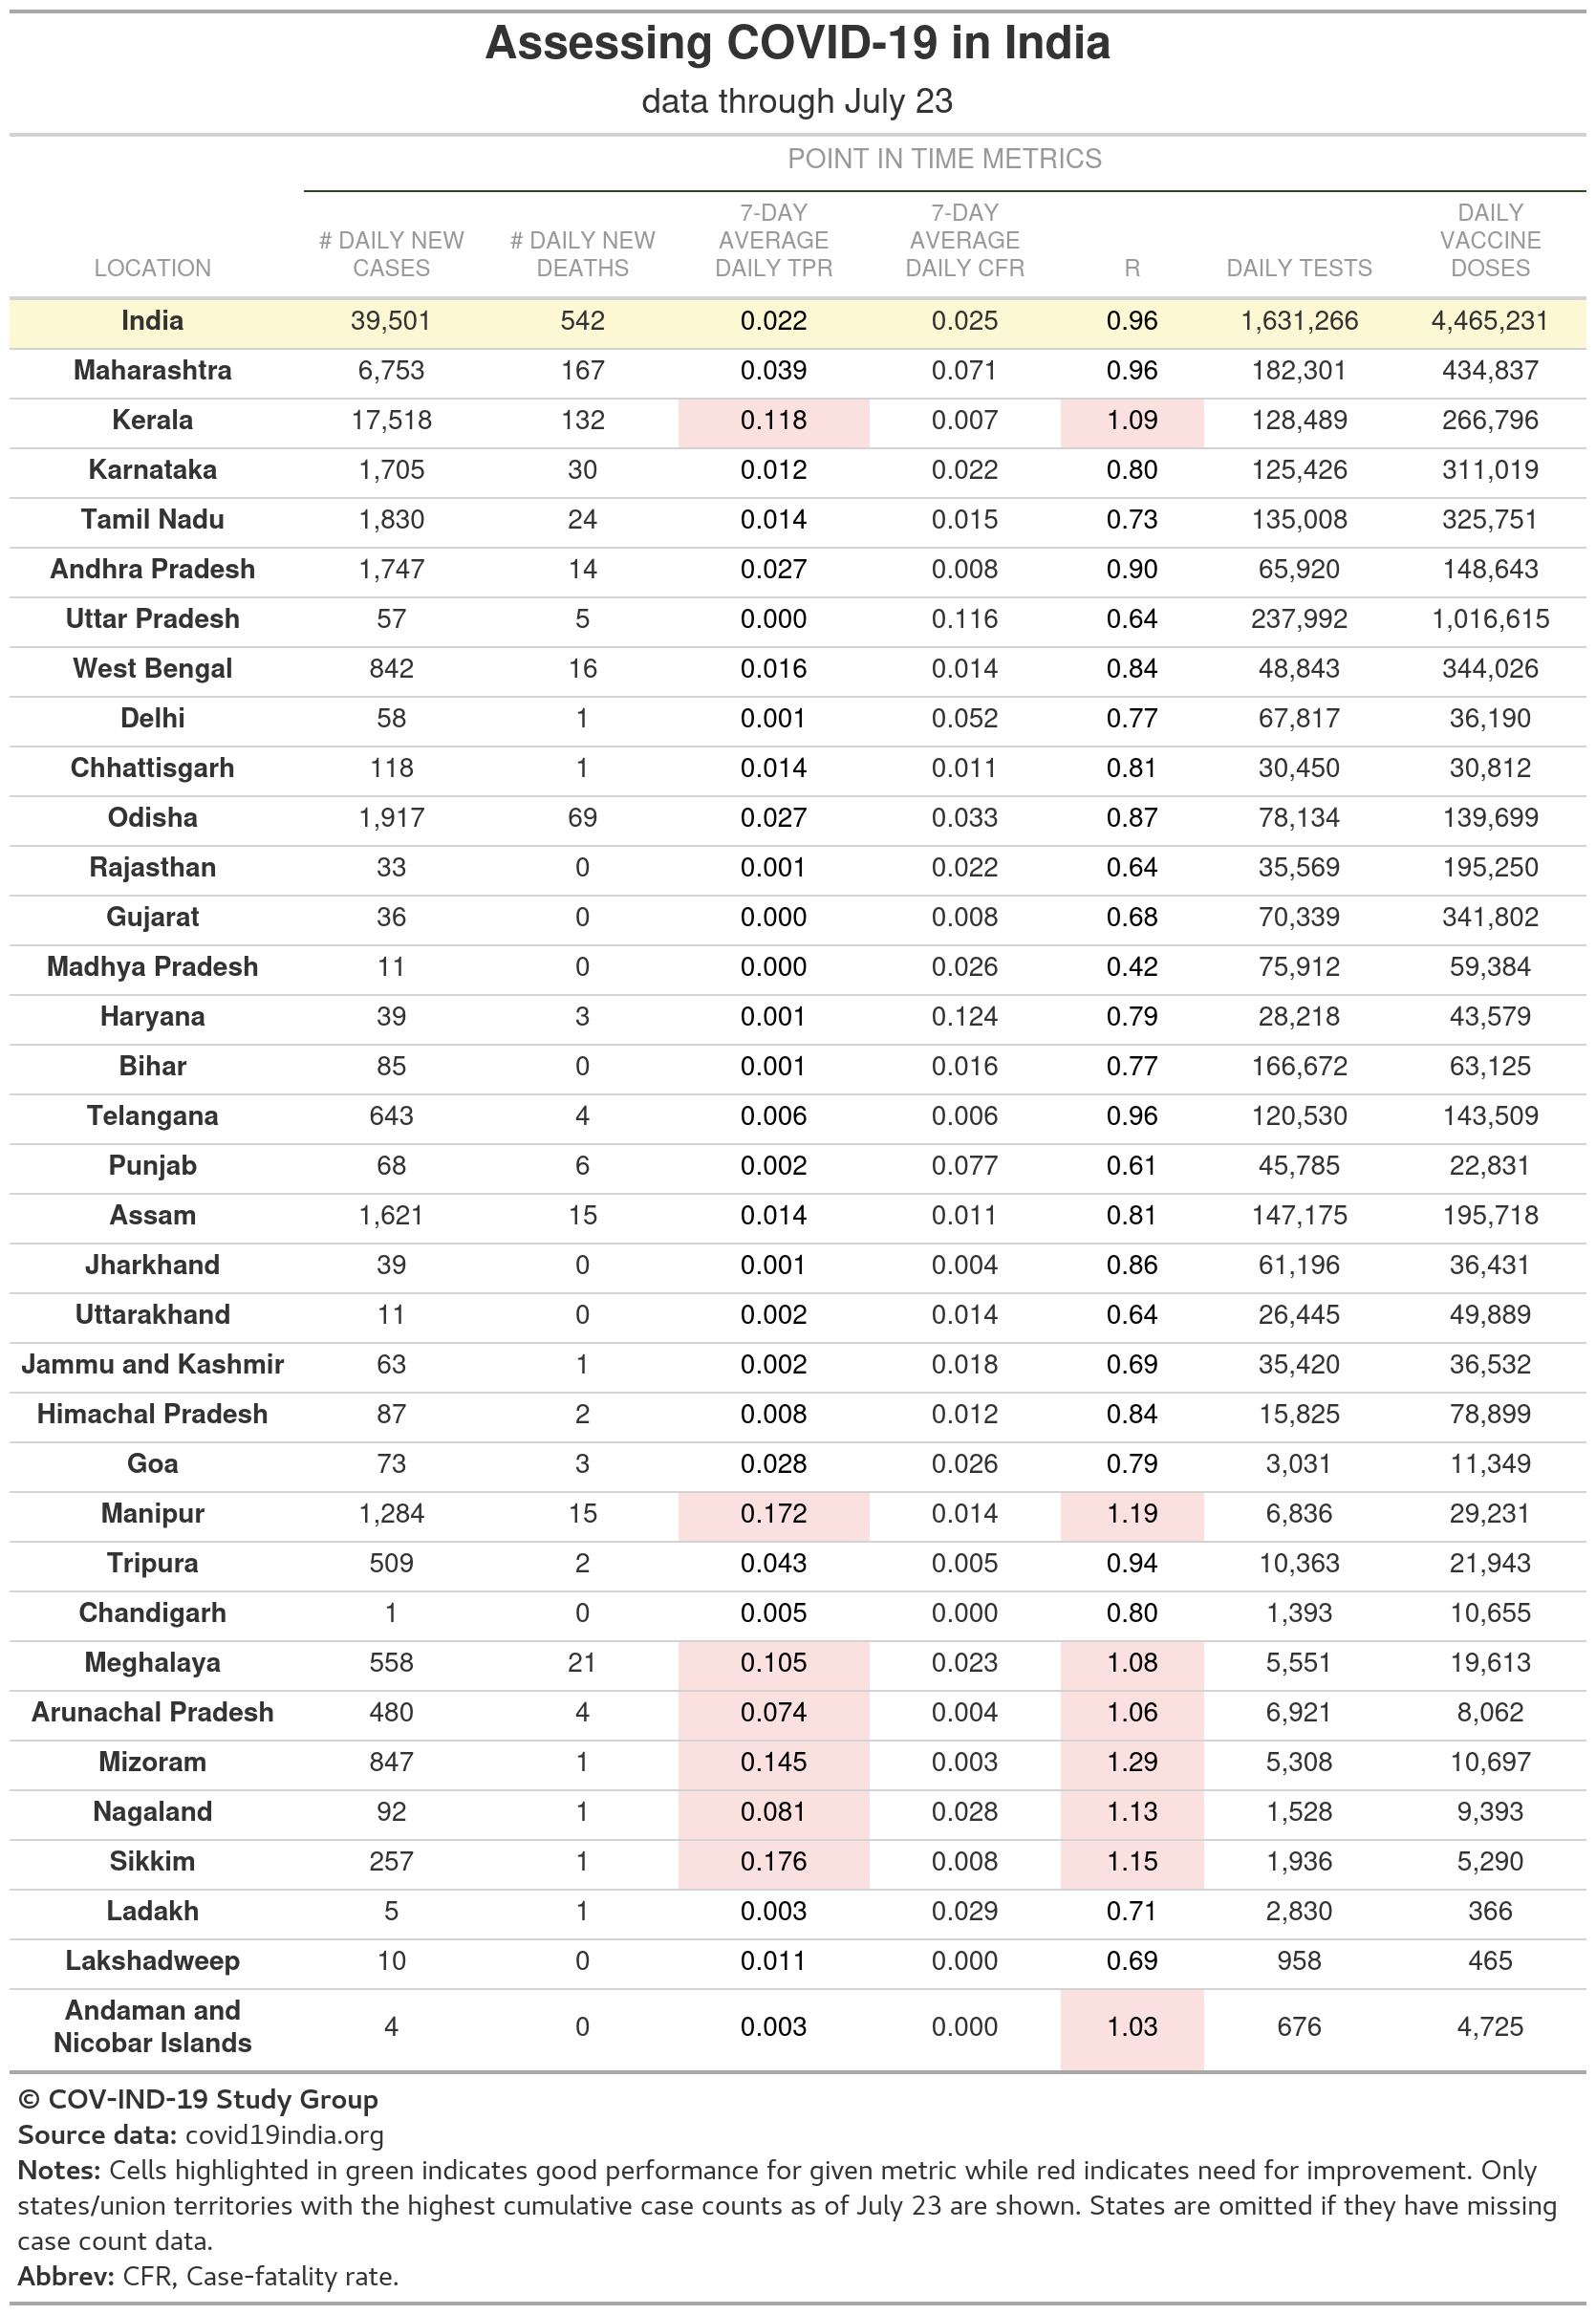 Assessing COVID-19 in India
data through July 23
POINT IN TIME METRICS
LOCATION # DAILY NEW CASES # DAILY NEW DEATHS 7-DAY AVERAGE DAILY TPR 7-DAY AVERAGE DAILY CFR R DAILY TESTS DAILY VACCINE DOSES
India 39,501 542 0.022 0.025 0.96 1,631,266 4,465,231
Maharashtra 6,753 167 0.039 0.071 0.96 182,301 434,837
Kerala 17,518 132 0.118 0.007 1.09 128,489 266,796
Karnataka 1,705 30 0.012 0.022 0.80 125,426 311,019
Tamil Nadu 1,830 24 0.014 0.015 0.73 135,008 325,751
Andhra Pradesh 1,747 14 0.027 0.008 0.90 65,920 148,643
Uttar Pradesh 57 5 0.000 0.116 0.64 237,992 1,016,615
West Bengal 842 16 0.016 0.014 0.84 48,843 344,026
Delhi 58 1 0.001 0.052 0.77 67,817 36,190
Chhattisgarh 118 1 0.014 0.011 0.81 30,450 30,812
Odisha 1,917 69 0.027 0.033 0.87 78,134 139,699
Rajasthan 33 0 0.001 0.022 0.64 35,569 195,250
Gujarat 36 0 0.000 0.008 0.68 70,339 341,802
Madhya Pradesh 11 0 0.000 0.026 0.42 75,912 59,384
Haryana 39 3 0.001 0.124 0.79 28,218 43,579
Bihar 85 0 0.001 0.016 0.77 166,672 63,125
Telangana 643 4 0.006 0.006 0.96 120,530 143,509
Punjab 68 6 0.002 0.077 0.61 45,785 22,831
Assam 1,621 15 0.014 0.011 0.81 147,175 195,718
Jharkhand 39 0 0.001 0.004 0.86 61,196 36,431
Uttarakhand 11 0 0.002 0.014 0.64 26,445 49,889
Jammu and Kashmir 63 1 0.002 0.018 0.69 35,420 36,532
Himachal Pradesh 87 2 0.008 0.012 0.84 15,825 78,899
Goa 73 3 0.028 0.026 0.79 3,031 11,349
Manipur 1,284 15 0.172 0.014 1.19 6,836 29,231
Tripura 509 2 0.043 0.005 0.94 10,363 21,943
Chandigarh 1 0 0.005 0.000 0.80 1,393 10,655
Meghalaya 558 21 0.105 0.023 1.08 5,551 19,613
Arunachal Pradesh 480 4 0.074 0.004 1.06 6,921 8,062
Mizoram 847 1 0.145 0.003 1.29 5,308 10,697
Nagaland 92 1 0.081 0.028 1.13 1,528 9,393
Sikkim 257 1 0.176 0.008 1.15 1,936 5,290
Ladakh 5 1 0.003 0.029 0.71 2,830 366
Lakshadweep 10 0 0.011 0.000 0.69 958 465
Andaman and Nicobar Islands 4 0 0.003 0.000 1.03 676 4,725
© COV-IND-19 Study Group
Source data: covid19india.org
Notes: Cells highlighted in green indicates good performance for given metric while red indicates need for improvement. Only
states/union territories with the highest cumulative case counts as of July 23 are shown. States are omitted if they have missing
case count data.
Abbrev: CFR, Case-fatality rate.